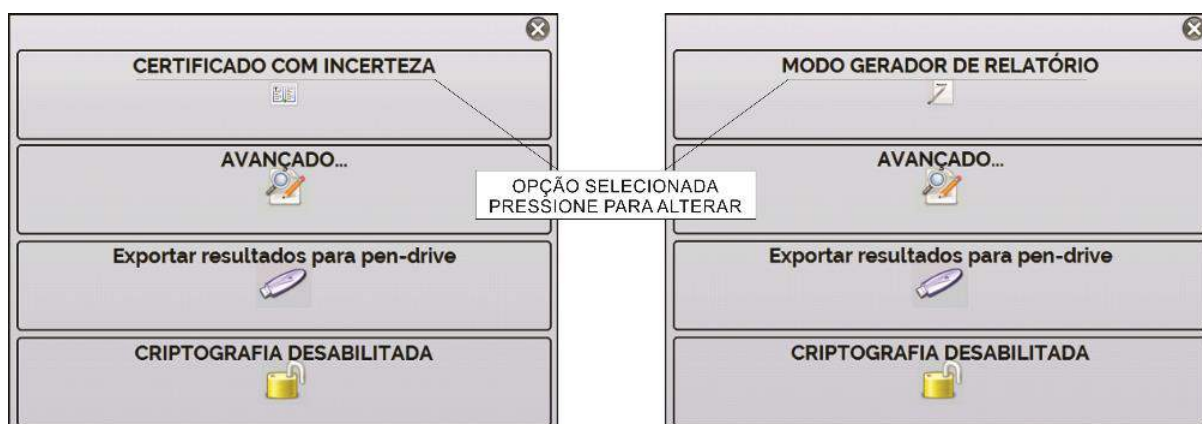 CERTIFICADO COM INCERTEZA
AVANÇADO...
Exportar resultados para pen-drive
CRIPTOGRAFIA DESABILITADA
OPÇÃO SELECIONADA
PRESSIONE PARA ALTERAR
MODO GERADOR DE RELATÓRIO
AVANÇADO...
Exportar resultados para pen-drive
CRIPTOGRAFIA DESABILITADA